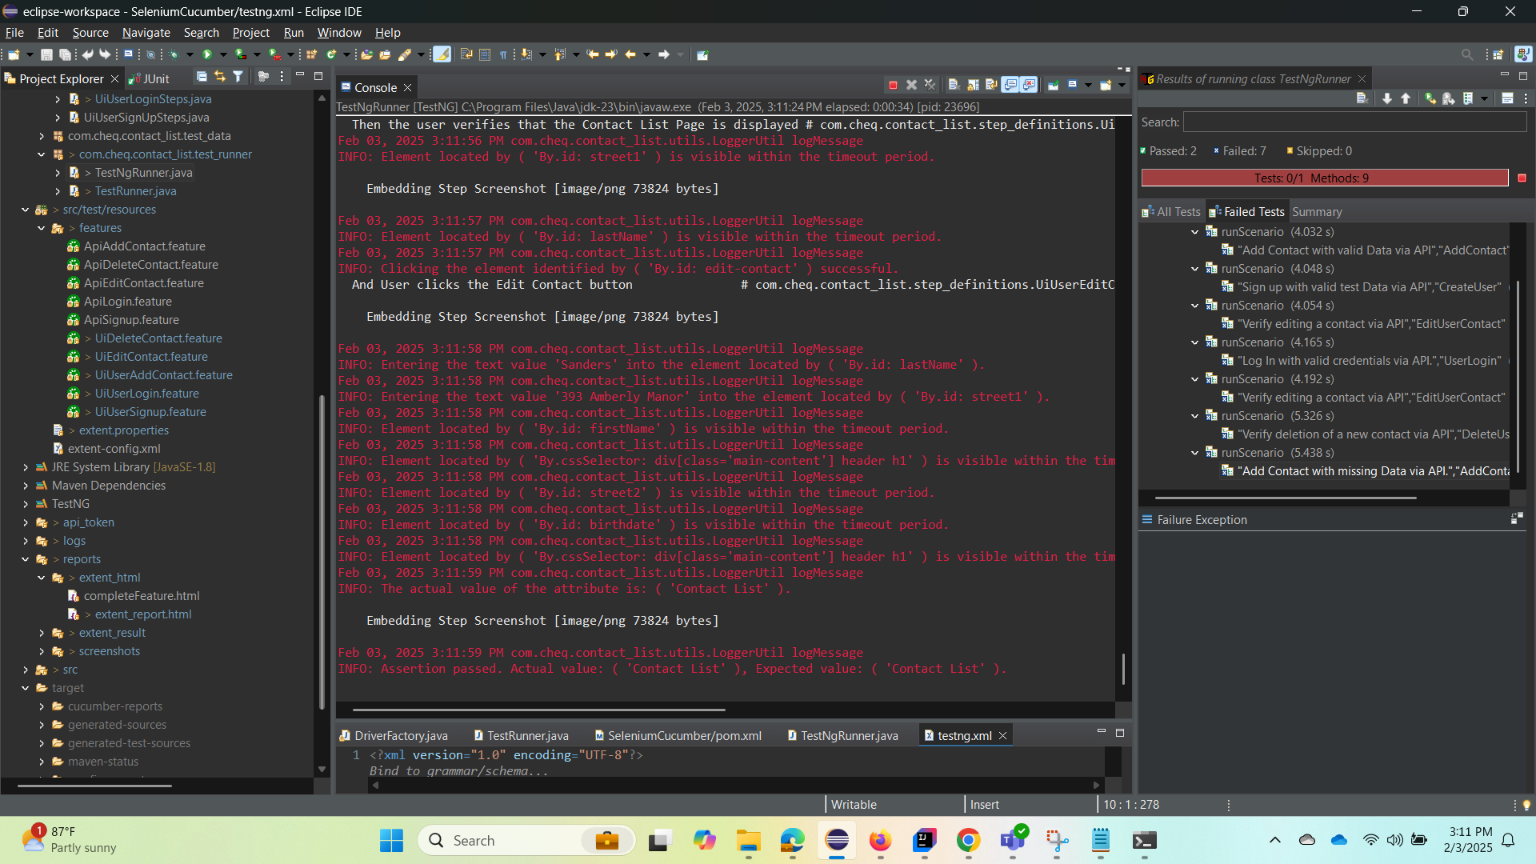 eclipse-workspace - SeleniumCucumber/testng.xml - Eclipse IDE
File Edit Source Navigate Search Project Run Window Help
Project Explorer JUnit
UiUserLoginSteps.java
UiUserSignUpSteps.java
com.cheq.contact_list.test_data
> com.cheq.contact_list.test_runner
> TestNgRunner.java
> TestRunner.java
> src/test/resources
> features
ApiAddContact.feature
ApiDeleteContact.feature
ApiEditContact.feature
ApiLogin.feature
ApiSignup.feature
> UiDeleteContact.feature
> UiEditContact.feature
> UiUserAddContact.feature
> UiUserLogin.feature
> UiUserSignup.feature
> extent.properties
extent-config.xml
JRE System Library [JavaSE-1.8]
Maven Dependencies
TestNG
> api_token
> logs
> reports
> extent_html
completeFeature.html
> extent_report.html
> extent_result
> screenshots
> src
target
cucumber-reports
generated-sources
generated-test-sources
maven-status
Console
TestNgRunner [TestNG] C:\Program Files\Java\jdk-23\bin\javaw.exe (Feb 3, 2025, 3:11:24 PM elapsed: 0:00:34) [pid: 23696]
Then the user verifies that the Contact List Page is displayed # com.cheq.contact_list.step_definitions.Ui
Feb 03, 2025 3:11:56 PM com.cheq.contact_list.utils.LoggerUtil logMessage
INFO: Element located by ( 'By.id: street1' ) is visible within the timeout period.
Embedding Step Screenshot [image/png 73824 bytes]
Feb 03, 2025 3:11:57 PM com.cheq.contact_list.utils.LoggerUtil logMessage
INFO: Element located by ( 'By.id: lastName' ) is visible within the timeout period.
Feb 03, 2025 3:11:57 PM com.cheq.contact_list.utils.LoggerUtil logMessage
INFO: Clicking the element identified by ( 'By.id: edit-contact' ) successful.
And User clicks the Edit Contact button # com.cheq.contact_list.step_definitions.UiUserEditC
Embedding Step Screenshot [image/png 73824 bytes]
Feb 03, 2025 3:11:58 PM com.cheq.contact_list.utils.LoggerUtil logMessage
INFO: Entering the text value 'Sanders' into the element located by ( 'By.id: lastName' ).
Feb 03, 2025 3:11:58 PM com.cheq.contact_list.utils.LoggerUtil logMessage
INFO: Entering the text value '393 Amberly Manor' into the element located by ( 'By.id: street1' ).
Feb 03, 2025 3:11:58 PM com.cheq.contact_list.utils.LoggerUtil logMessage
INFO: Element located by ( 'By.id: firstName' ) is visible within the timeout period.
Feb 03, 2025 3:11:58 PM com.cheq.contact_list.utils.LoggerUtil logMessage
INFO: Element located by ( 'By.cssSelector: div[class='main-content'] header h1' ) is visible within the tim
Feb 03, 2025 3:11:58 PM com.cheq.contact_list.utils.LoggerUtil logMessage
INFO: Element located by ( 'By.id: street2' ) is visible within the timeout period.
Feb 03, 2025 3:11:58 PM com.cheq.contact_list.utils.LoggerUtil logMessage
INFO: Element located by ( 'By.id: birthdate' ) is visible within the timeout period.
Feb 03, 2025 3:11:58 PM com.cheq.contact_list.utils.LoggerUtil logMessage
INFO: Element located by ( 'By.cssSelector: div[class='main-content'] header h1' ) is visible within the tim
Feb 03, 2025 3:11:59 PM com.cheq.contact_list.utils.LoggerUtil logMessage
INFO: The actual value of the attribute is: ( 'Contact List' ).
Embedding Step Screenshot [image/png 73824 bytes]
Feb 03, 2025 3:11:59 PM com.cheq.contact_list.utils.LoggerUtil logMessage
INFO: Assertion passed. Actual value: ( 'Contact List' ), Expected value: ( 'Contact List' ).
DriverFactory.java TestRunner.java SeleniumCucumber/pom.xml TestNgRunner.java testng.xml
1 <?xml version="1.0" encoding="UTF-8"?>
Bind to grammar/schema...
Results of running class TestNgRunner
Search:
Passed: 2 Failed: 7 Skipped: 0
Tests: 0/1 Methods: 9
All Tests Failed Tests Summary
runScenario (4.032 s)
"Add Contact with valid Data via API","AddContact"
runScenario (4.048 s)
"Sign up with valid test Data via API","CreateUser"
runScenario (4.054 s)
"Verify editing a contact via API","EditUserContact"
runScenario (4.165 s)
"Log In with valid credentials via API.","UserLogin"
runScenario (4.192 s)
"Verify editing a contact via API","EditUserContact"
runScenario (5.326 s)
"Verify deletion of a new contact via API","DeleteUs
runScenario (5.438 s)
"Add Contact with missing Data via API.","AddConta
Failure Exception
Writable Insert 10 : 1 : 278
1
87°F
Partly sunny
Search
3:11 PM
2/3/2025